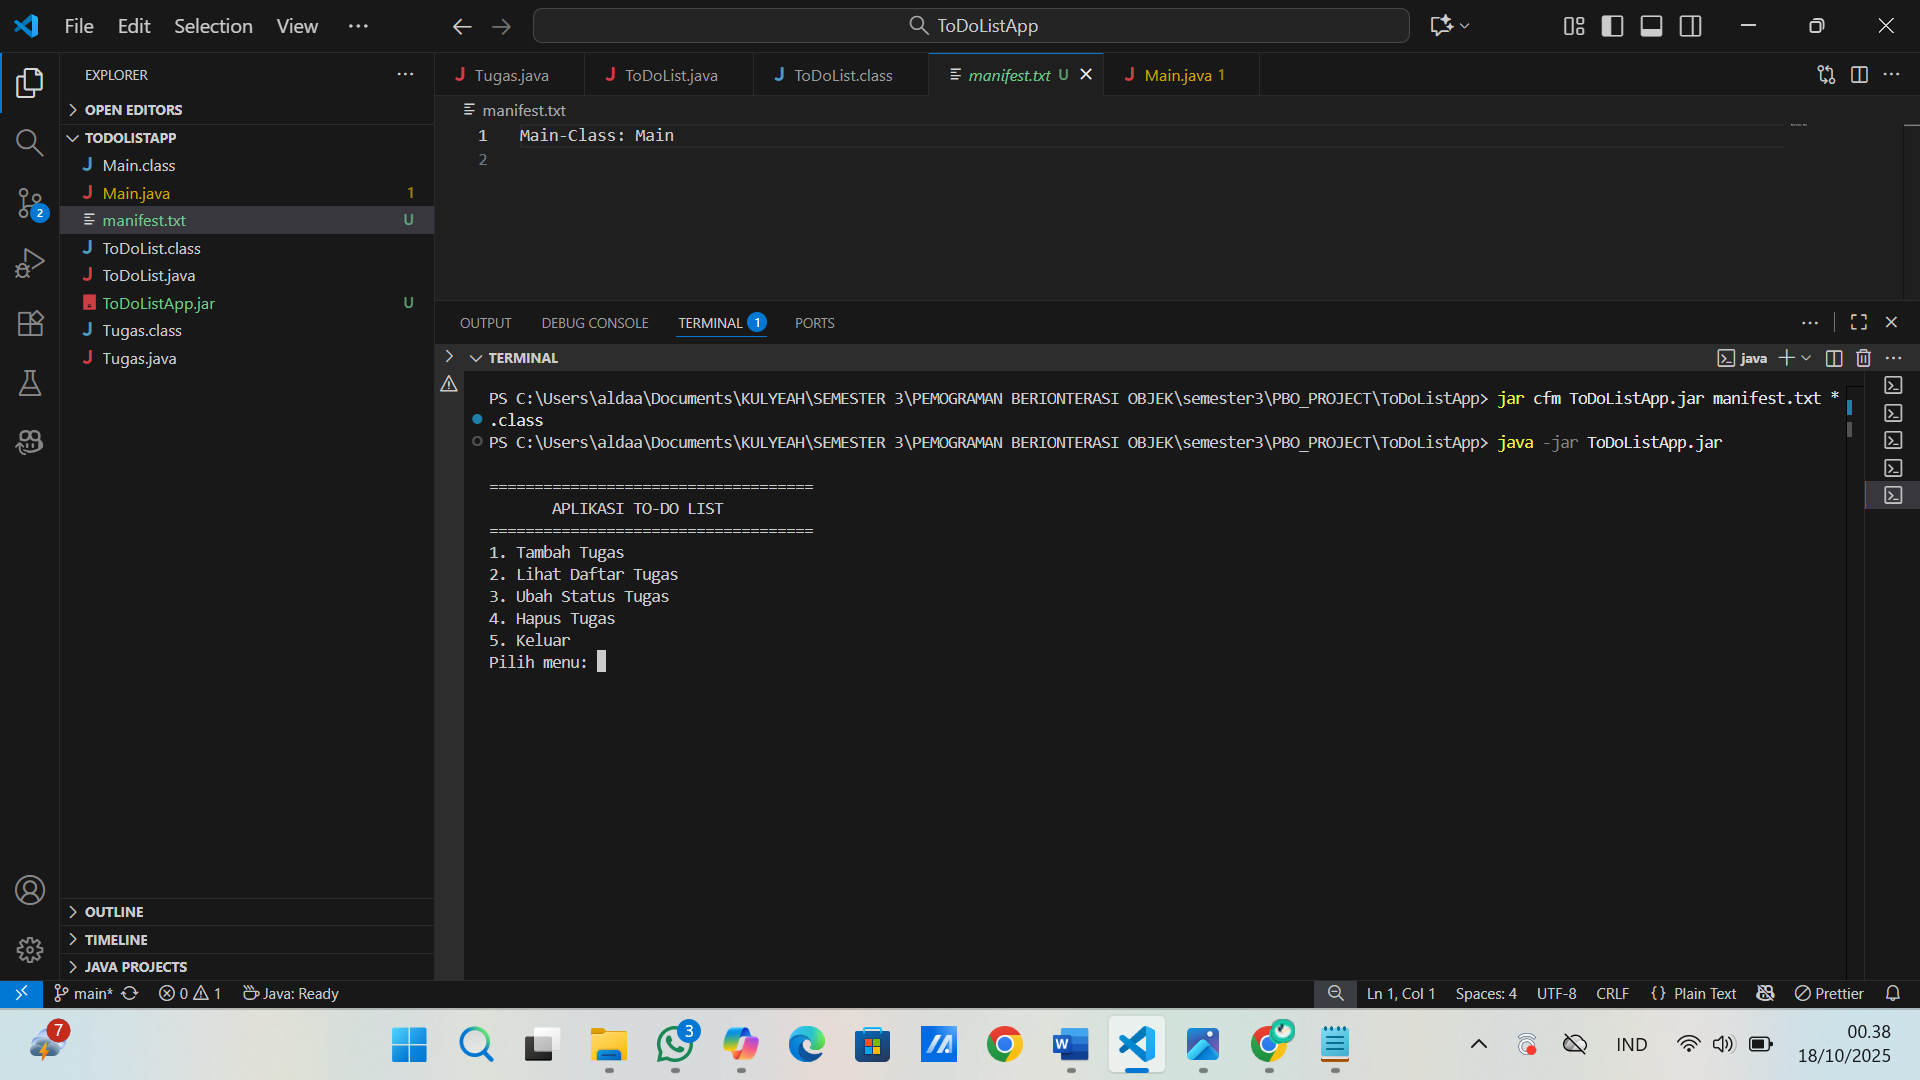 File Edit Selection View ···
ToDoListApp
EXPLORER
OPEN EDITORS
TODOLISTAPP
Main.class
Main.java 1
manifest.txt U
ToDoList.class
ToDoList.java
ToDoListApp.jar U
Tugas.class
Tugas.java
OUTLINE
TIMELINE
JAVA PROJECTS
Tugas.java
ToDoList.java
ToDoList.class
manifest.txt U
Main.java 1
manifest.txt
1 Main-Class: Main
2
OUTPUT DEBUG CONSOLE TERMINAL 1 PORTS
TERMINAL
java
PS C:\Users\aldaa\Documents\KULYEAH\SEMESTER 3\PEMOGRAMAN BERIONTERASI OBJEK\semester3\PBO_PROJECT\ToDoListApp> jar cfm ToDoListApp.jar manifest.txt *
.class
PS C:\Users\aldaa\Documents\KULYEAH\SEMESTER 3\PEMOGRAMAN BERIONTERASI OBJEK\semester3\PBO_PROJECT\ToDoListApp> java -jar ToDoListApp.jar
====================================
APLIKASI TO-DO LIST
====================================
1. Tambah Tugas
2. Lihat Daftar Tugas
3. Ubah Status Tugas
4. Hapus Tugas
5. Keluar
Pilih menu:
2
main* 0 1 Java: Ready
Ln 1, Col 1 Spaces: 4 UTF-8 CRLF {} Plain Text Prettier
7
3
W
IND
00.38
18/10/2025